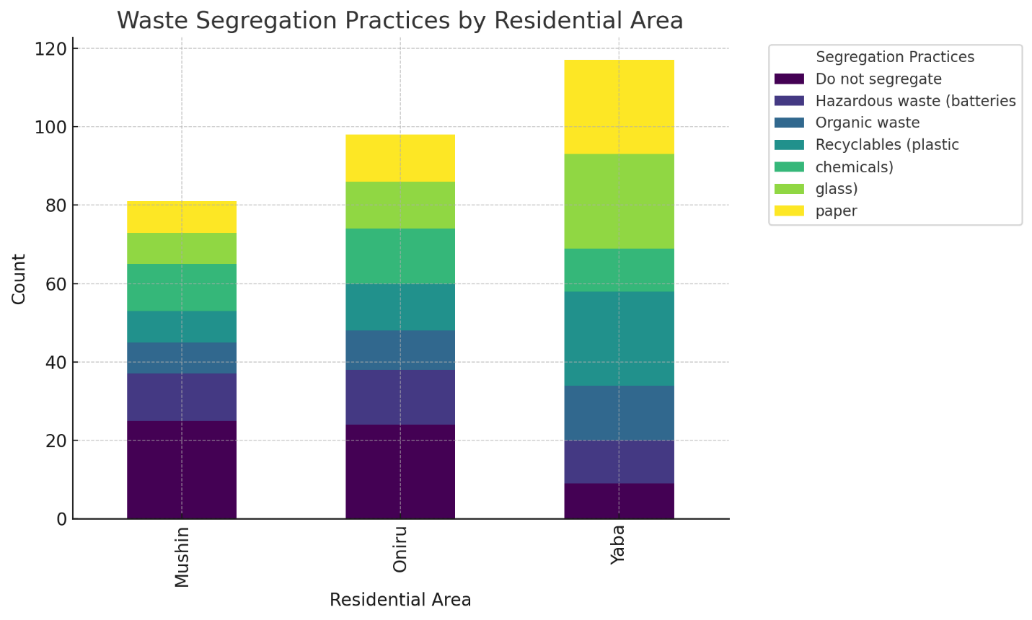 Waste Segregation Practices by Residential Area
120
100
80
60
40
20
0
Count
Mushin
Oniru
Yaba
Residential Area
Segregation Practices
Do not segregate
Hazardous waste (batteries
Organic waste
Recyclables (plastic
chemicals)
glass)
paper